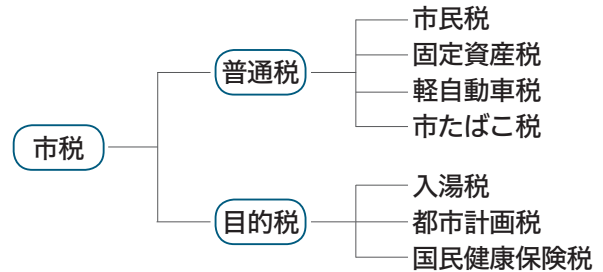 市税
普通税
市民税
固定資産税
軽自動車税
市たばこ税
目的税
入湯税
都市計画税
国民健康保険税